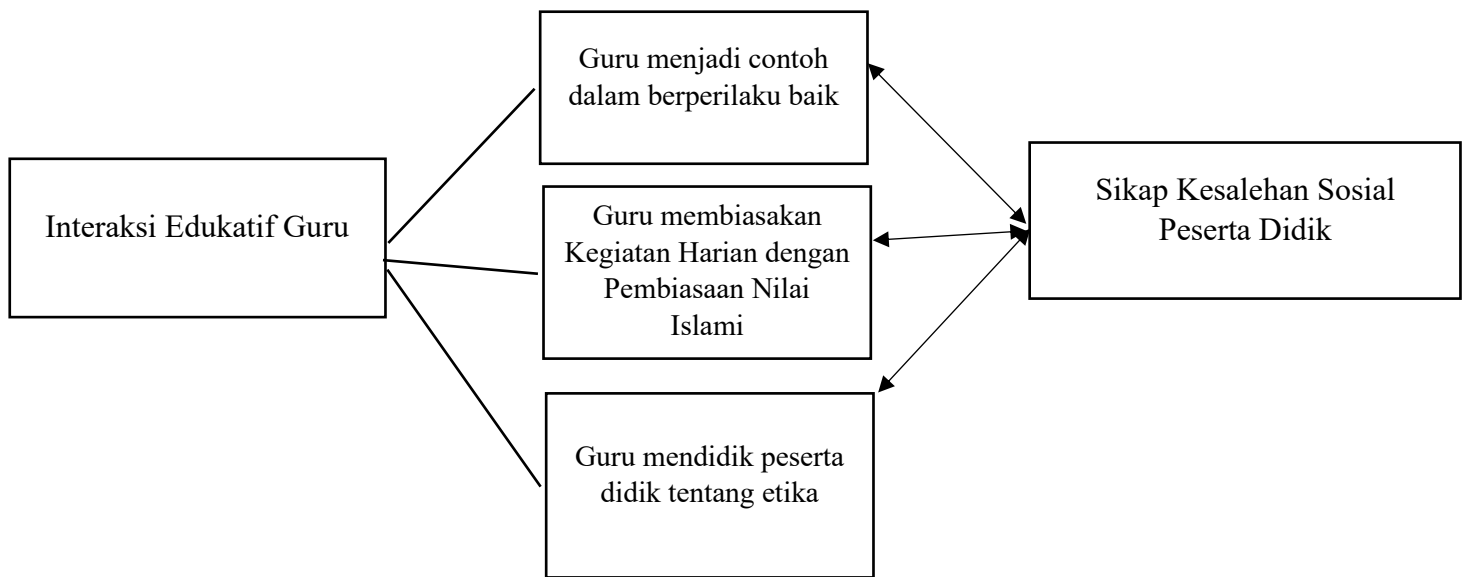 Interaksi Edukatif Guru
Guru menjadi contoh
dalam berperilaku baik
Guru membiasakan
Kegiatan Harian dengan
Pembiasaan Nilai
Islami
Guru mendidik peserta
didik tentang etika
Sikap Kesalehan Sosial
Peserta Didik